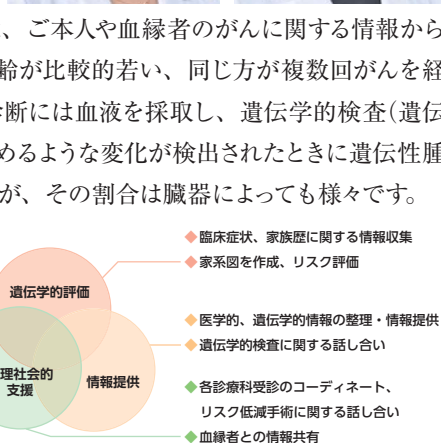 、ご本人や血縁者のがんに関する情報から
齢が比較的若い、同じ方が複数回がんを経
断には血液を採取し、遺伝学的検査(遺伝
めるような変化が検出されたときに遺伝性腫
が、その割合は臓器によっても様々です。
◆臨床症状、家族歴に関する情報収集
◆家系図を作成、リスク評価
遺伝学的評価
◆医学的、遺伝学的情報の整理・情報提供
◆遺伝学的検査に関する話し合い
理社会的
支援
情報提供
◆各診療科受診のコーディネート、
リスク低減手術に関する話し合い
◆血縁者との情報共有